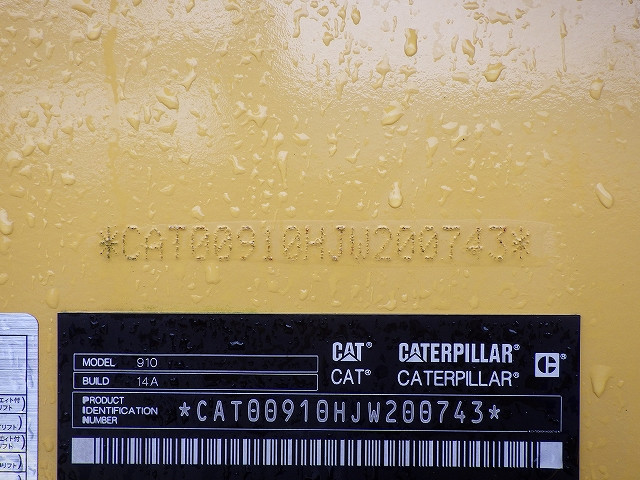 *CAT00910HJW200743*
MODEL 910
BUILD 14A
CAT® CATERPILLAR®
CAT® CATERPILLAR®
PRODUCT
IDENTIFICATION
NUMBER
*CAT00910HJW200743*